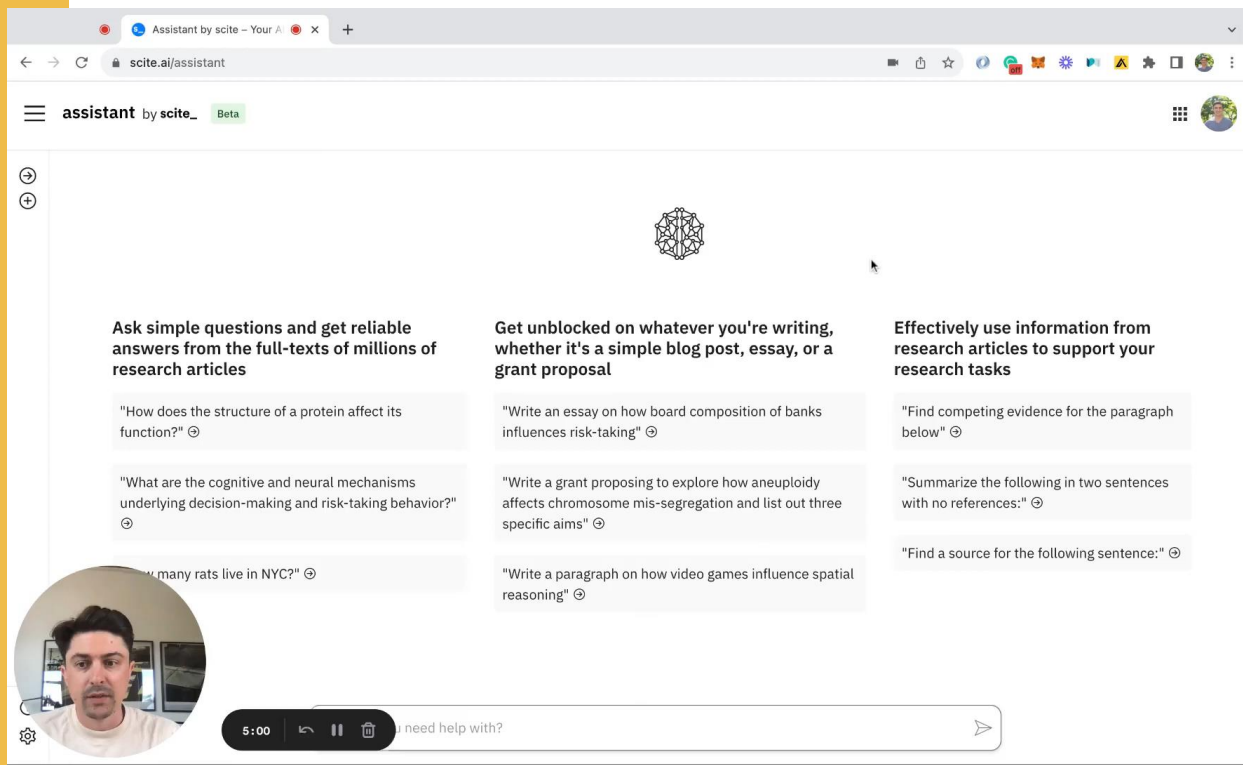 Assistant by scite – Your A
scite.ai/assistant
off
assistant by scite_ Beta
Ask simple questions and get reliable
answers from the full-texts of millions of
research articles
"How does the structure of a protein affect its
function?"
"What are the cognitive and neural mechanisms
underlying decision-making and risk-taking behavior?"
many rats live in NYC?"
Get unblocked on whatever you're writing,
whether it's a simple blog post, essay, or a
grant proposal
"Write an essay on how board composition of banks
influences risk-taking"
"Write a grant proposing to explore how aneuploidy
affects chromosome mis-segregation and list out three
specific aims"
"Write a paragraph on how video games influence spatial
reasoning"
Effectively use information from
research articles to support your
research tasks
"Find competing evidence for the paragraph
below"
"Summarize the following in two sentences
with no references:"
"Find a source for the following sentence:"
5:00
need help with?